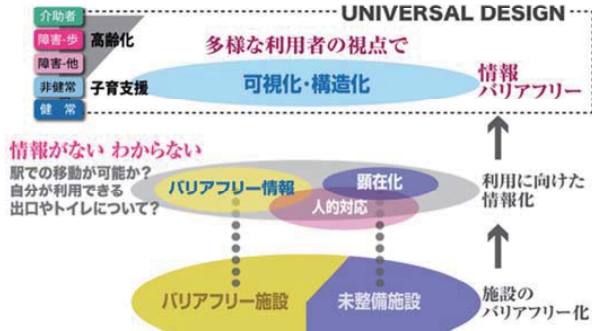 UNIVERSAL DESIGN
介助者
障害-歩
高齢化
障害-他
非健常
子育支援
健 常
多様な利用者の視点で
可視化・構造化
情報
バリアフリー
情報がない わからない
駅での移動が可能か?
自分が利用できる
出口やトイレについて?
バリアフリー情報
顕在化
人的対応
利用に向けた
情報化
バリアフリー施設
未整備施設
施設の
バリアフリー化